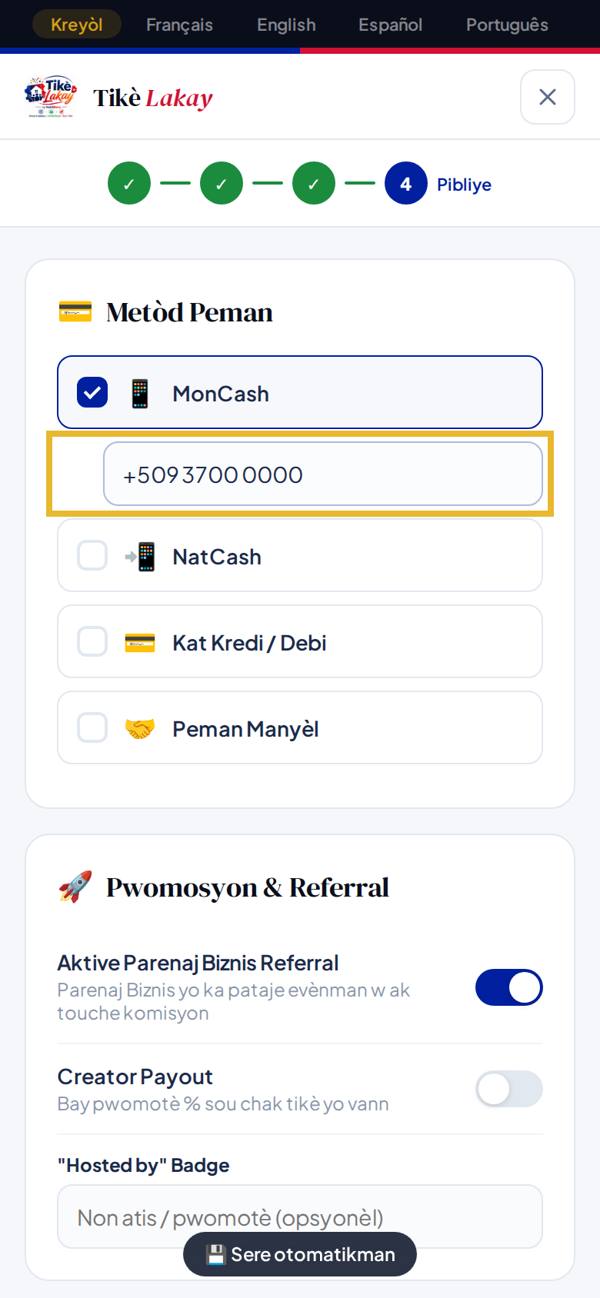 Kreyòl Français English Español Português
Tikè Lakay
Tikè Lakay
✓ ✓ ✓ 4 Pibliye
Metòd Peman
MonCash
+509 3700 0000
NatCash
Kat Kredi / Debi
Peman Manyèl
Pwomosyon & Referral
Aktive Parenaj Biznis Referral
Parenaj Biznis yo ka pataje evènman w ak
touche komisyon
Creator Payout
Bay pwomotè % sou chak tikè yo vann
"Hosted by" Badge
Non atis / pwomotè (opsyonèl)
Sere otomatikman